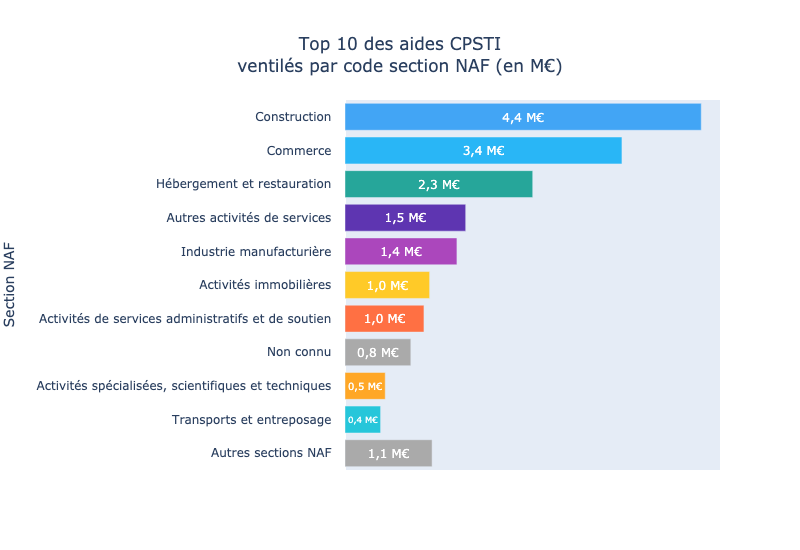 Top 10 des aides CPSTI
ventilés par code section NAF (en M€)
Section NAF
Construction 4,4 M€
Commerce 3,4 M€
Hébergement et restauration 2,3 M€
Autres activités de services 1,5 M€
Industrie manufacturière 1,4 M€
Activités immobilières 1,0 M€
Activités de services administratifs et de soutien 1,0 M€
Non connu 0,8 M€
Activités spécialisées, scientifiques et techniques 0,5 M€
Transports et entreposage 0,4 M€
Autres sections NAF 1,1 M€